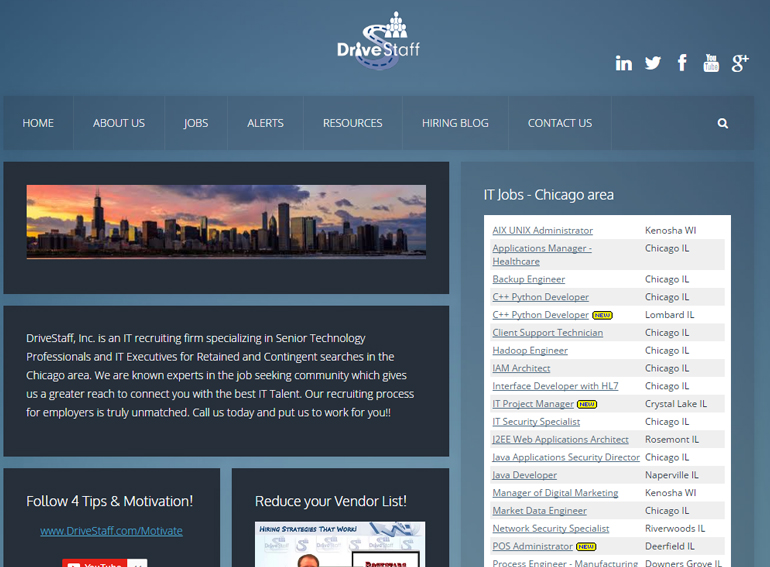 DriveStaff
in f You Tube g+
HOME ABOUT US JOBS ALERTS RESOURCES HIRING BLOG CONTACT US
IT Jobs - Chicago area
AIX UNIX Administrator Kenosha WI
Applications Manager - Chicago IL
Healthcare
Backup Engineer Chicago IL
C++ Python Developer Chicago IL
C++ Python Developer NEW Lombard IL
Client Support Technician Chicago IL
Hadoop Engineer Chicago IL
IAM Architect Chicago IL
Interface Developer with HL7 Chicago IL
IT Project Manager NEW Crystal Lake IL
IT Security Specialist Chicago IL
J2EE Web Applications Architect Rosemont IL
Java Applications Security Director Chicago IL
Java Developer Naperville IL
Manager of Digital Marketing Kenosha WI
Market Data Engineer Chicago IL
Network Security Specialist Riverwoods IL
POS Administrator NEW Deerfield IL
Process Engineer - Manufacturing Downers Grove IL
DriveStaff, Inc. is an IT recruiting firm specializing in Senior Technology
Professionals and IT Executives for Retained and Contingent searches in the
Chicago area. We are known experts in the job seeking community which gives
us a greater reach to connect you with the best IT Talent. Our recruiting process
for employers is truly unmatched. Call us today and put us to work for you!!
Follow 4 Tips & Motivation!
www.DriveStaff.com/Motivate
YouTube
Reduce your Vendor List!
HIRING STRATEGIES THAT WORK!